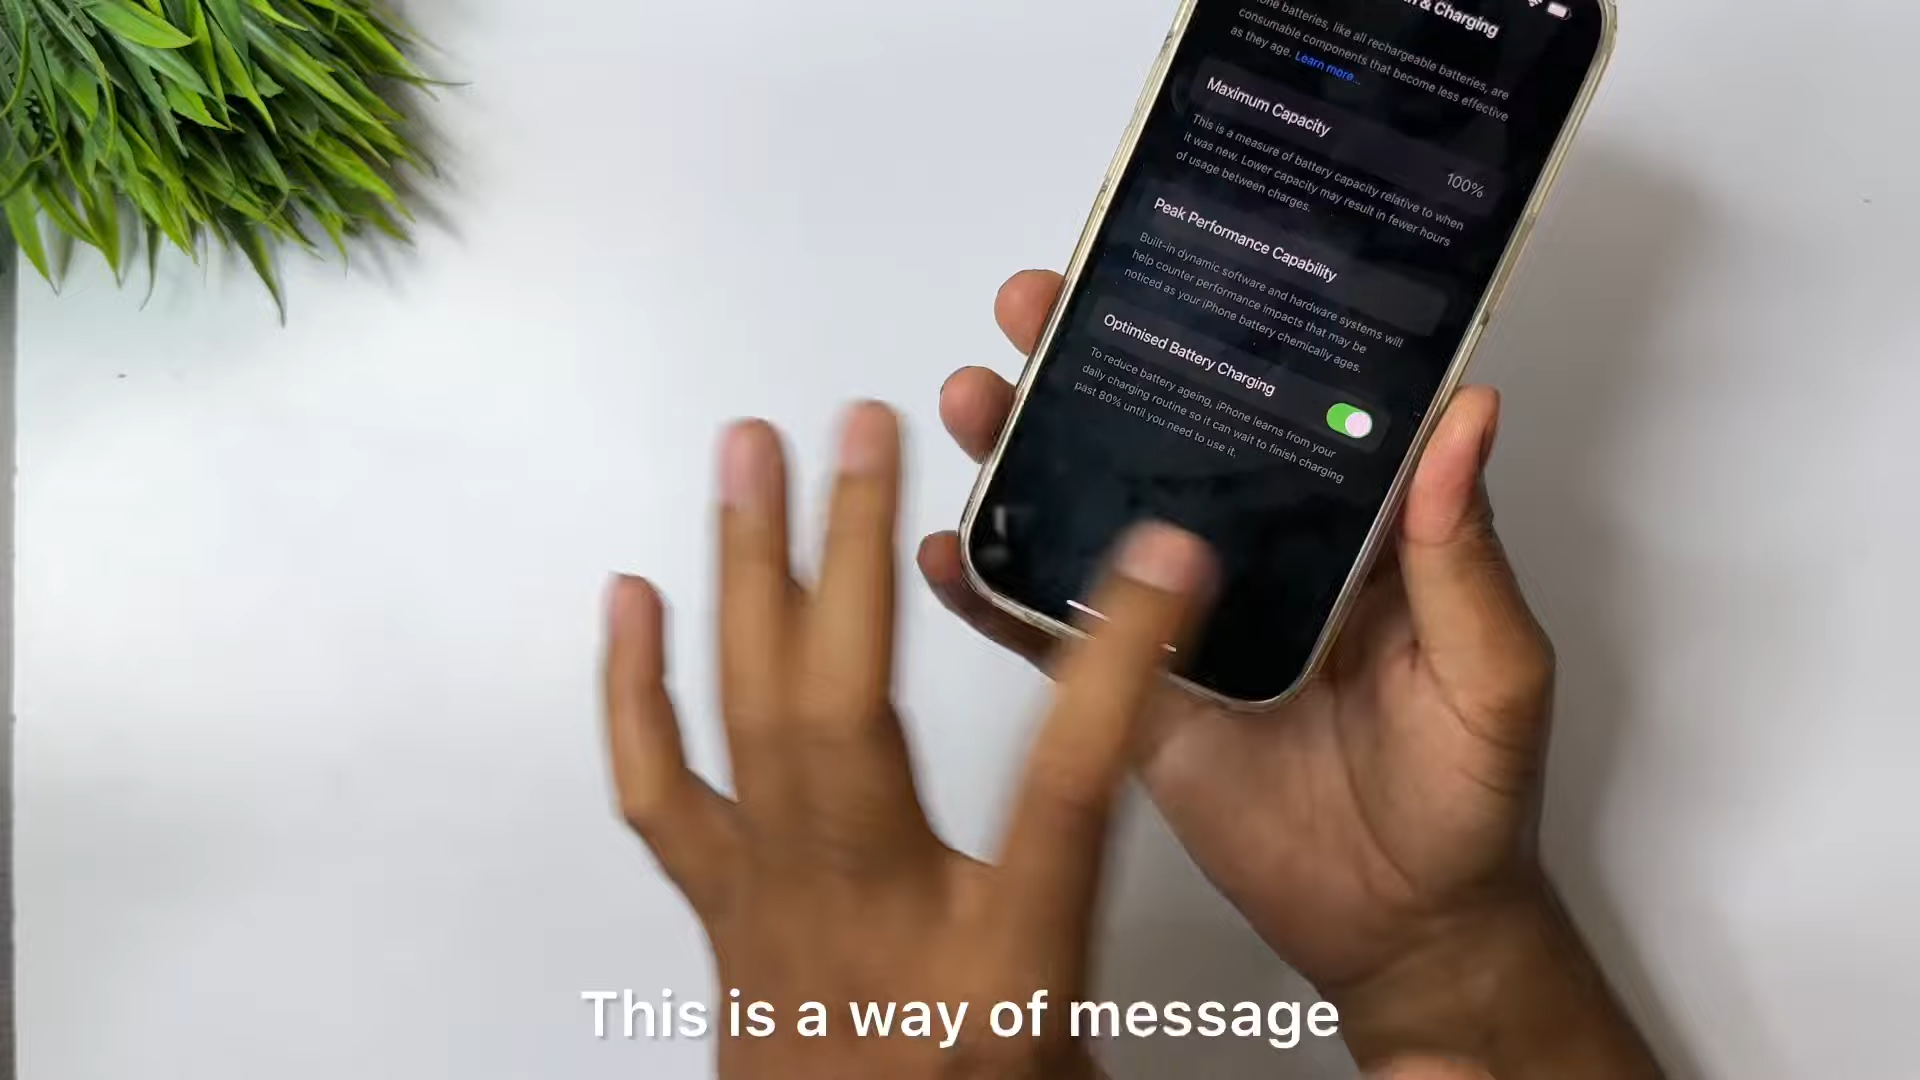 & Charging
batteries, like all rechargeable batteries, are
consumable components that become less effective
as they age. Learn more...
Maximum Capacity
100%
This is a measure of battery capacity relative to when
it was new. Lower capacity may result in fewer hours
of usage between charges.
Peak Performance Capability
Built-in dynamic software and hardware systems will
help counter performance impacts that may be
noticed as your iPhone battery chemically ages.
Optimised Battery Charging
To reduce battery ageing, iPhone learns from your
daily charging routine so it can wait to finish charging
past 80% until you need to use it.
This is a way of message